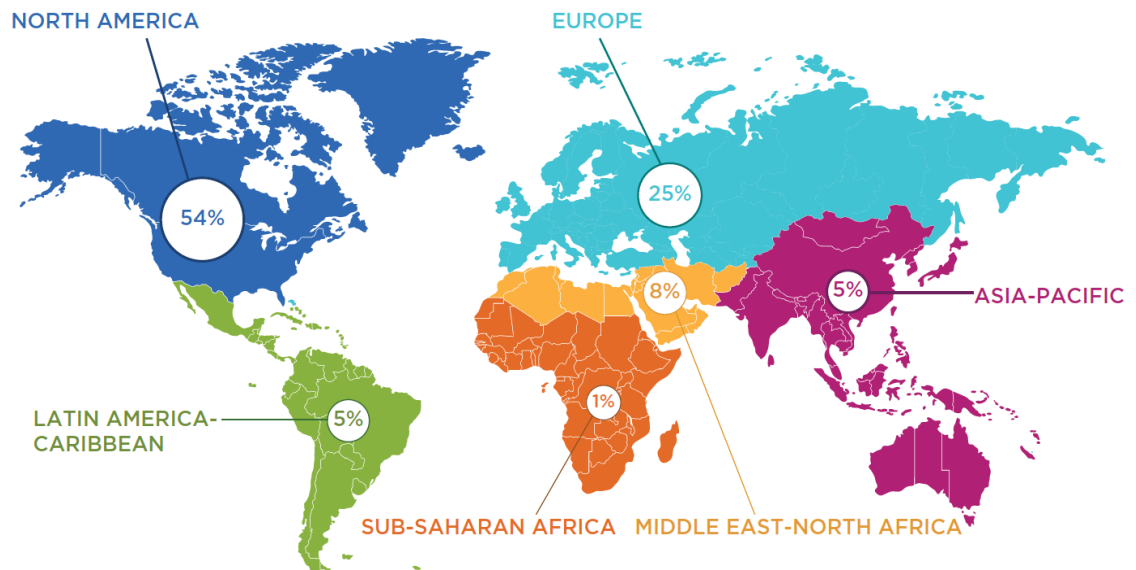 NORTH AMERICA
EUROPE
54%
25%
8%
5%
ASIA-PACIFIC
1%
LATIN AMERICA-
CARIBBEAN
5%
SUB-SAHARAN AFRICA
MIDDLE EAST-NORTH AFRICA